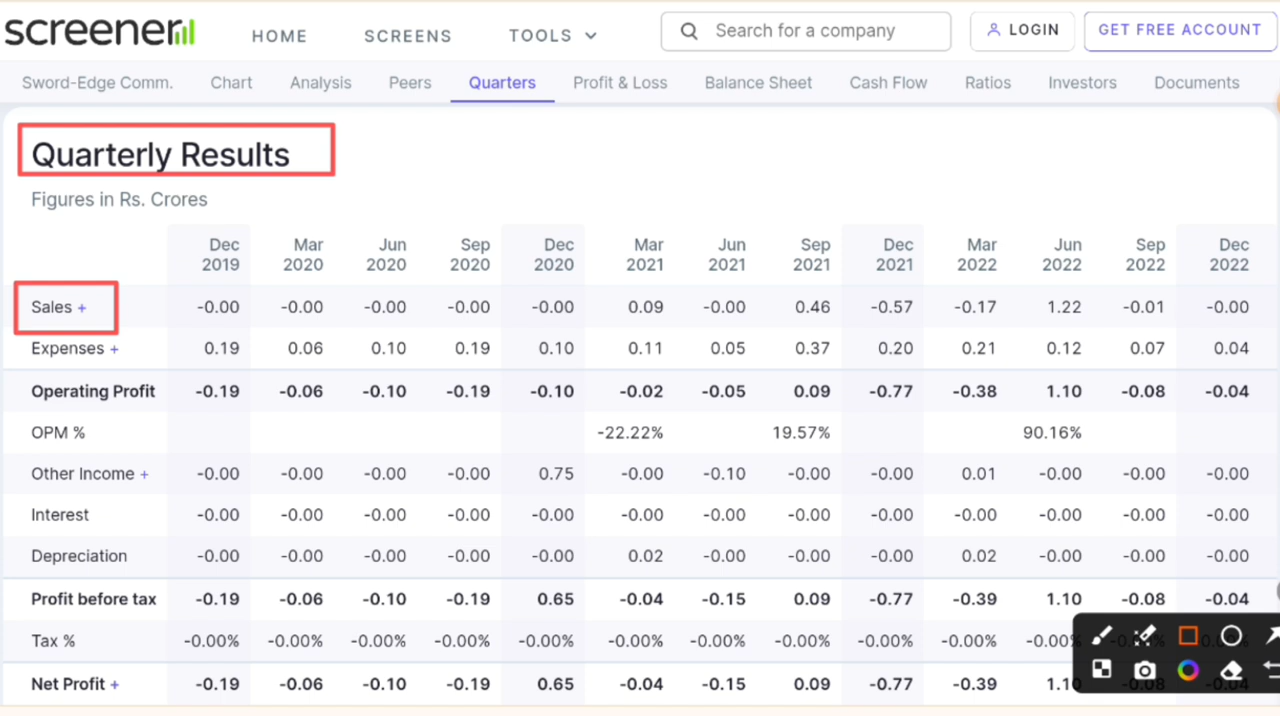 screener HOME SCREENS TOOLS Search for a company LOGIN GET FREE ACCOUNT
Sword-Edge Comm. Chart Analysis Peers Quarters Profit & Loss Balance Sheet Cash Flow Ratios Investors Documents
Quarterly Results
Figures in Rs. Crores
Dec 2019 Mar 2020 Jun 2020 Sep 2020 Dec 2020 Mar 2021 Jun 2021 Sep 2021 Dec 2021 Mar 2022 Jun 2022 Sep 2022 Dec 2022
Sales + -0.00 -0.00 -0.00 -0.00 -0.00 0.09 -0.00 0.46 -0.57 -0.17 1.22 -0.01 -0.00
Expenses + 0.19 0.06 0.10 0.19 0.10 0.11 0.05 0.37 0.20 0.21 0.12 0.07 0.04
Operating Profit -0.19 -0.06 -0.10 -0.19 -0.10 -0.02 -0.05 0.09 -0.77 -0.38 1.10 -0.08 -0.04
OPM % -22.22% 19.57% 90.16%
Other Income + -0.00 -0.00 -0.00 -0.00 0.75 -0.00 -0.10 -0.00 -0.00 0.01 -0.00 -0.00 -0.00
Interest -0.00 -0.00 -0.00 -0.00 -0.00 -0.00 -0.00 -0.00 -0.00 -0.00 -0.00 -0.00 -0.00
Depreciation -0.00 -0.00 -0.00 -0.00 -0.00 0.02 -0.00 -0.00 -0.00 0.02 -0.00 -0.00 -0.00
Profit before tax -0.19 -0.06 -0.10 -0.19 0.65 -0.04 -0.15 0.09 -0.77 -0.39 1.10 -0.08 -0.04
Tax % -0.00% -0.00% -0.00% -0.00% -0.00% -0.00% -0.00% -0.00% -0.00% -0.00% -0.00%
Net Profit + -0.19 -0.06 -0.10 -0.19 0.65 -0.04 -0.15 0.09 -0.77 -0.39 1.10 -0.08 -0.04